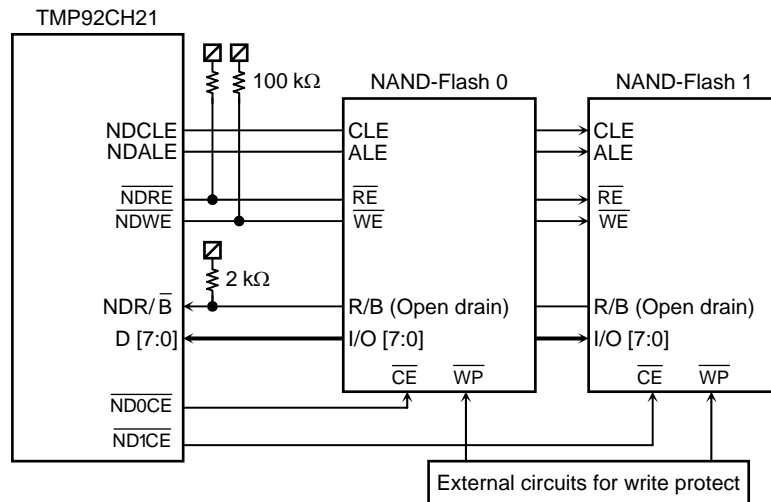 TMP92CH21
100 kΩ
NAND-Flash 0
NAND-Flash 1
NDCLE
CLE
CLE
NDALE
ALE
ALE
NDRE
RE
RE
NDWE
WE
WE
2 kΩ
NDR/B
R/B (Open drain)
R/B (Open drain)
D [7:0]
I/O [7:0]
I/O [7:0]
CE
WP
CE
WP
ND0CE
ND1CE
External circuits for write protect